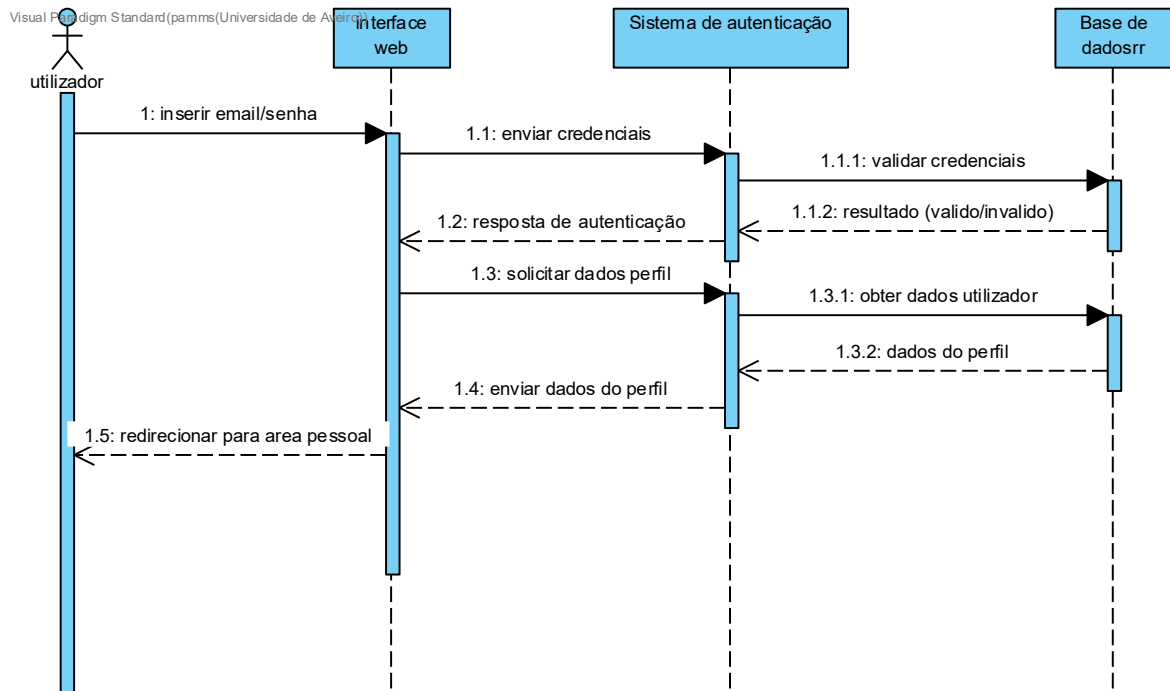 Visual Paradigm Standard(pamms(Universidade de Aveiro))
utilizador
Interface
web
Sistema de autenticação
Base de
dadosrr
1: inserir email/senha
1.1: enviar credenciais
1.1.1: validar credenciais
1.1.2: resultado (valido/invalido)
1.2: resposta de autenticação
1.3: solicitar dados perfil
1.3.1: obter dados utilizador
1.3.2: dados do perfil
1.4: enviar dados do perfil
1.5: redirecionar para area pessoal